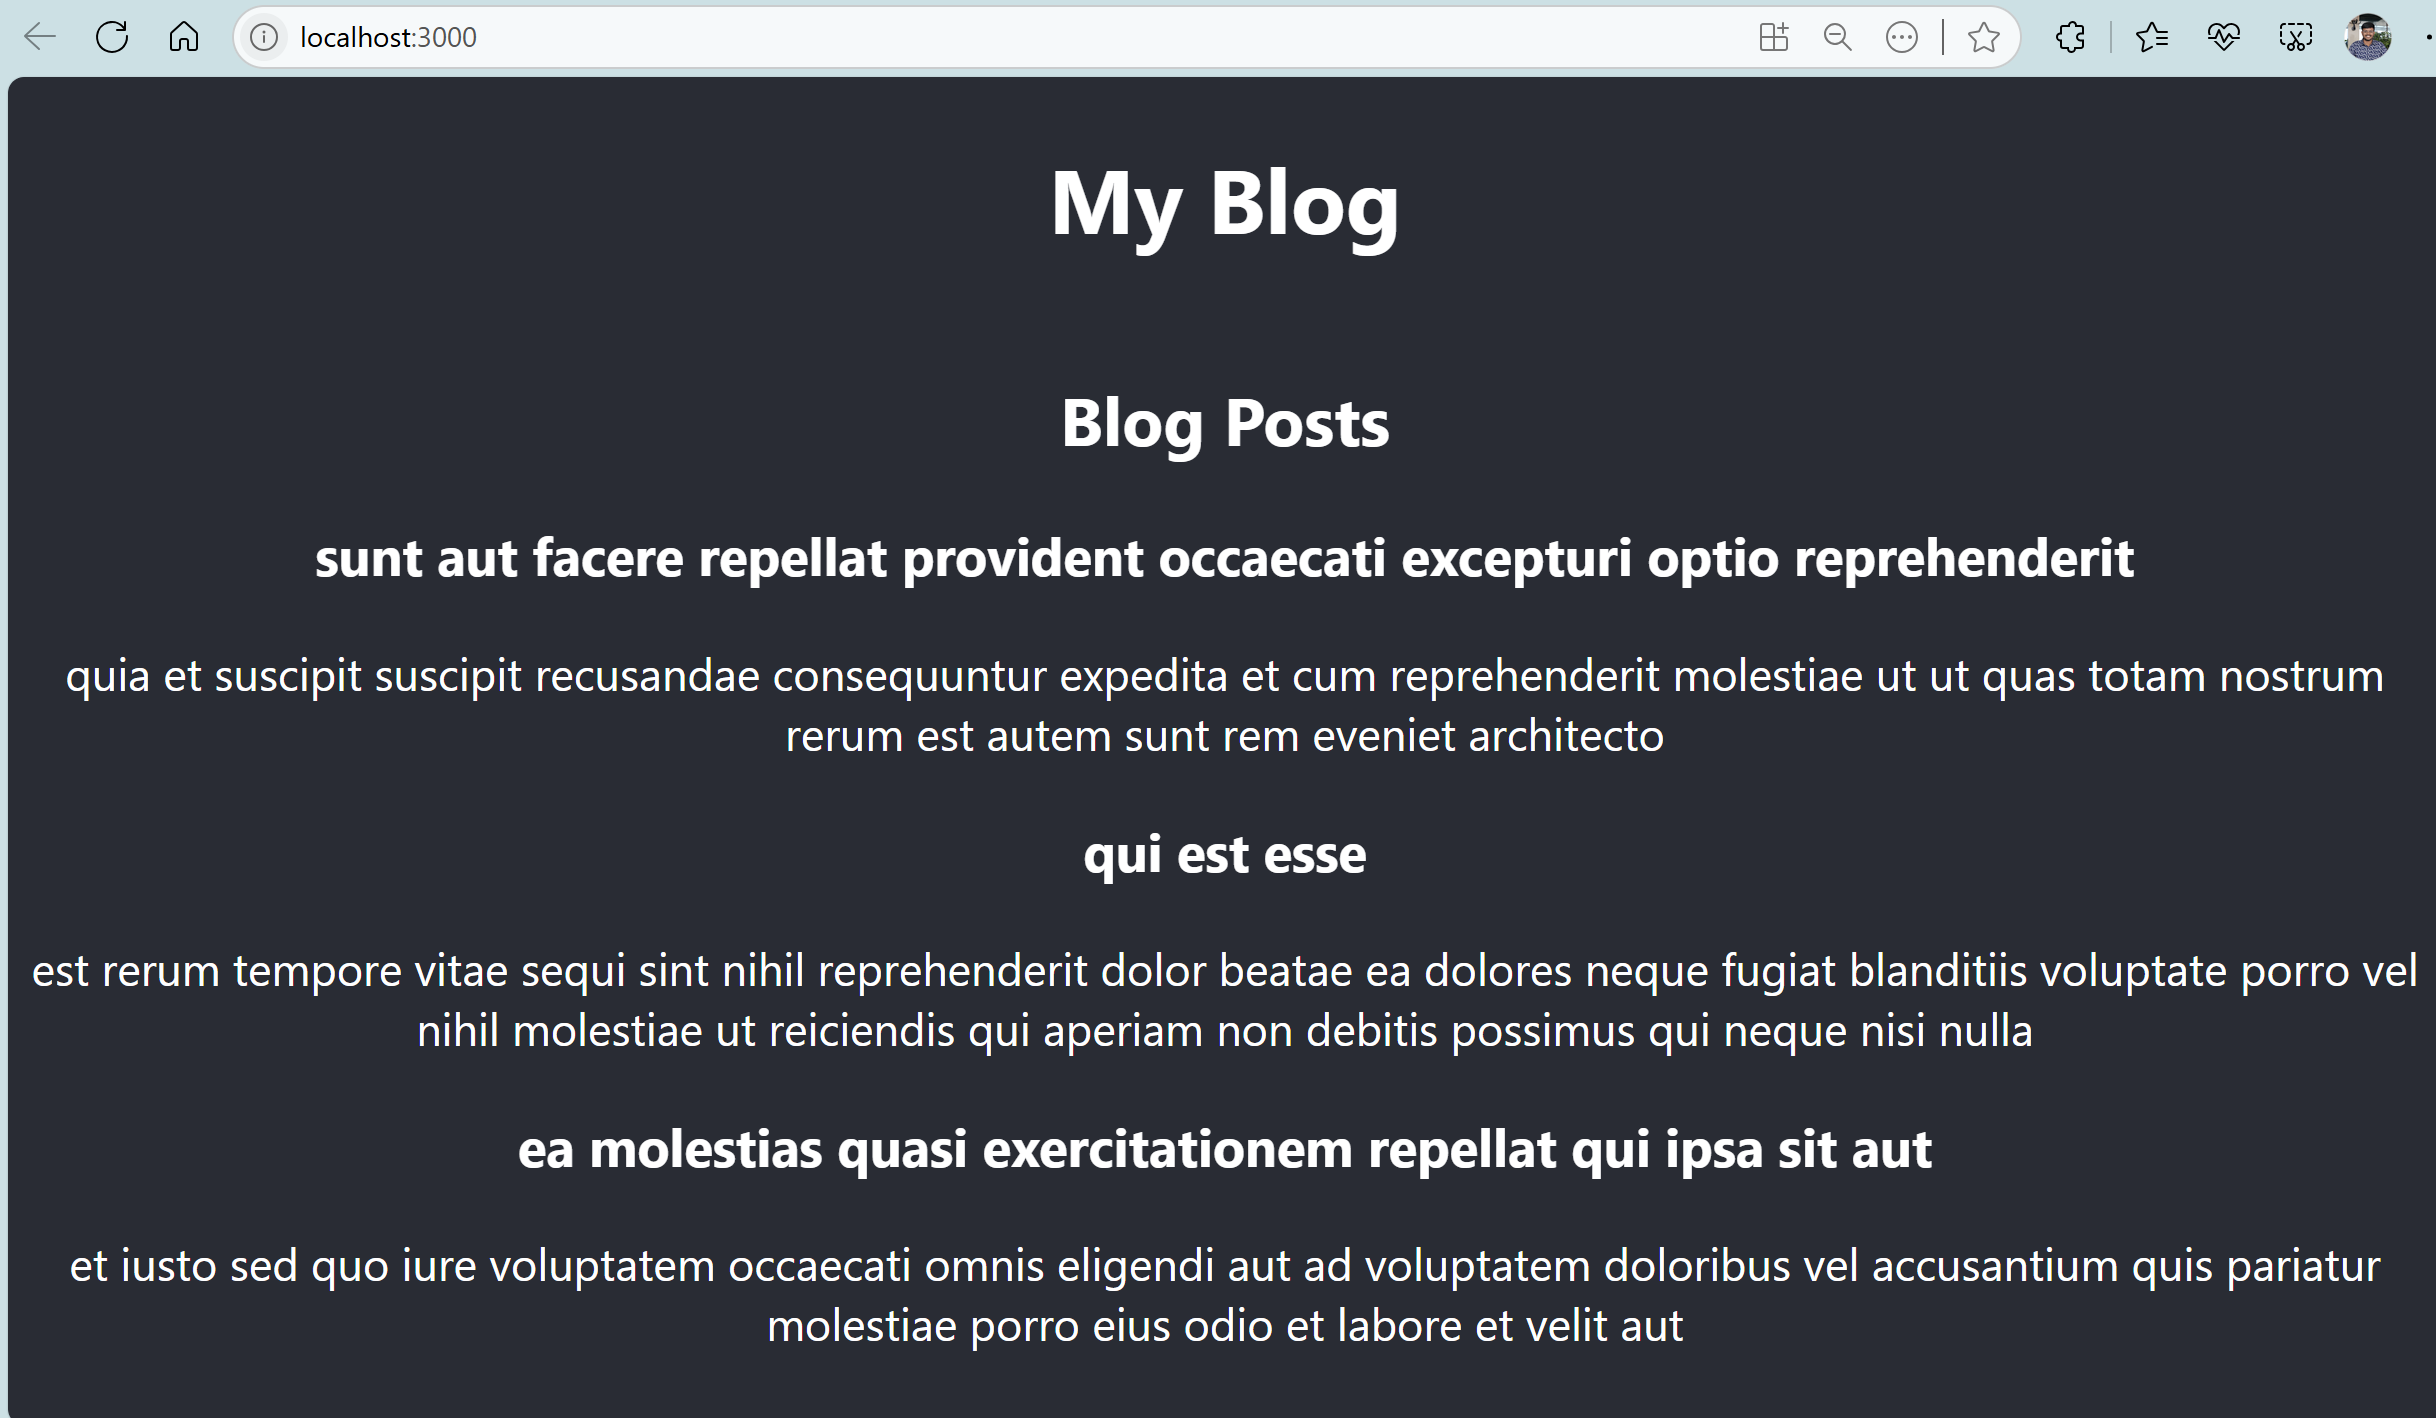 localhost:3000
My Blog
Blog Posts
sunt aut facere repellat provident occaecati excepturi optio reprehenderit
quia et suscipit suscipit recusandae consequuntur expedita et cum reprehenderit molestiae ut ut quas totam nostrum
rerum est autem sunt rem eveniet architecto
qui est esse
est rerum tempore vitae sequi sint nihil reprehenderit dolor beatae ea dolores neque fugiat blanditiis voluptate porro vel
nihil molestiae ut reiciendis qui aperiam non debitis possimus qui neque nisi nulla
ea molestias quasi exercitationem repellat qui ipsa sit aut
et iusto sed quo iure voluptatem occaecati omnis eligendi aut ad voluptatem doloribus vel accusantium quis pariatur
molestiae porro eius odio et labore et velit aut